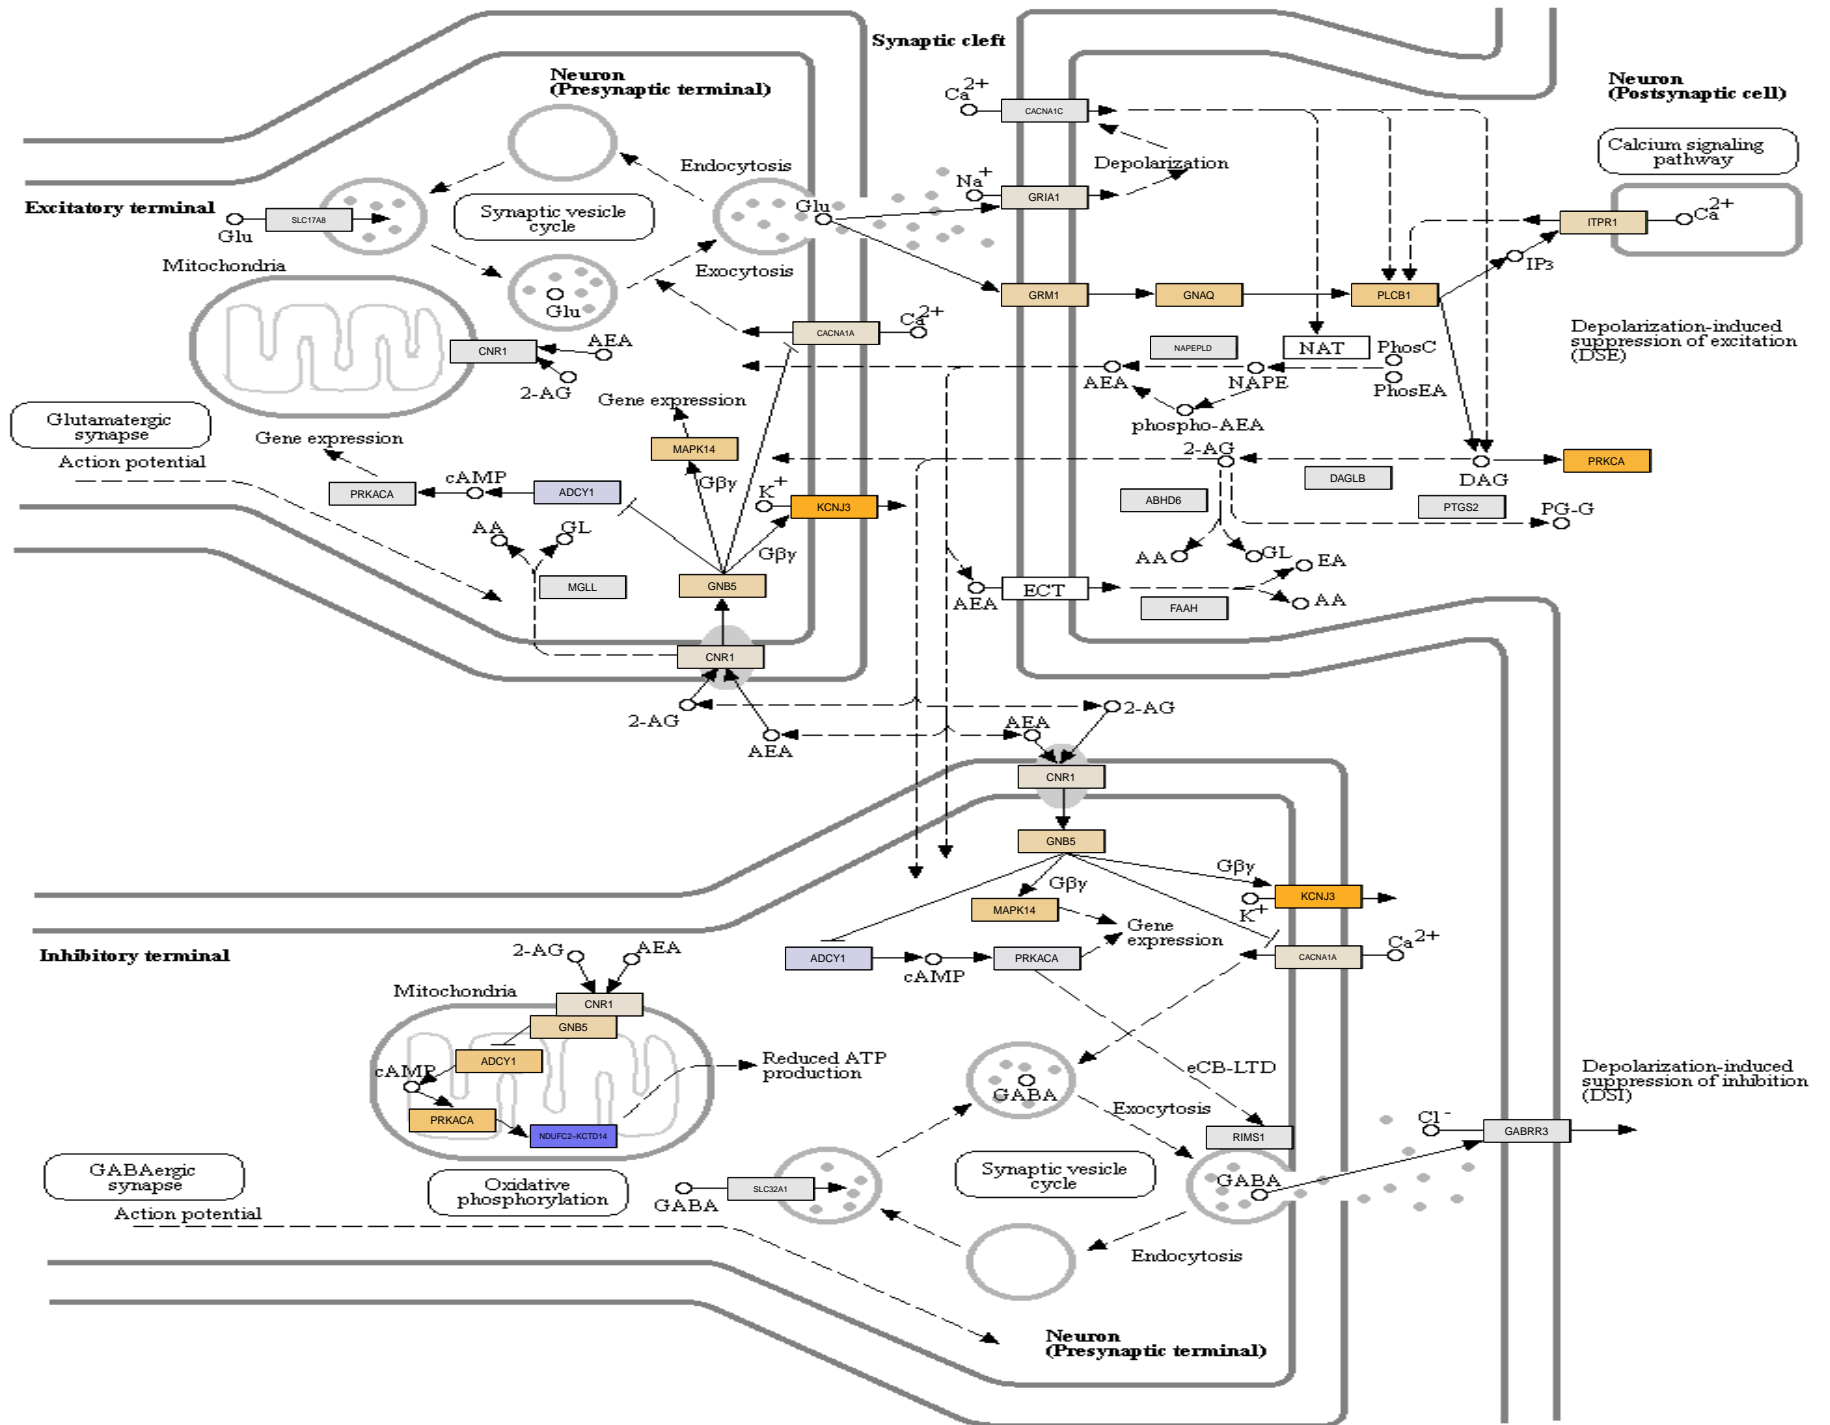 Synaptic cleft
Neuron
(Presynaptic terminal)
Neuron
(Postsynaptic cell)
Ca2+
CACNA1C
Calcium signaling
pathway
Endocytosis
Depolarization
Na+
GRIA1
Excitatory terminal
Glu
SLC17A8
Synaptic vesicle
cycle
Glu
ITPR1
Ca2+
Mitochondria
Exocytosis
IP3
Glu
GRM1
GNAQ
PLCB1
CACNA1A
Ca2+
Depolarization-induced
suppression of excitation
(DSE)
CNR1
AEA
2-AG
NAPEPLD
NAT
PhosC
PhosEA
AEA
NAPE
phospho-AEA
Gene expression
Glutamatergic
synapse
Gene expression
Action potential
MAPK14
Gβγ
2-AG
DAG
PRKCA
DAGLB
PRKACA
cAMP
ADCY1
K+
KCNJ3
ABHD6
PTGS2
PG-G
AA
GL
Gβγ
AA
GL
EA
MGLL
GNB5
AEA
ECT
FAAH
AA
CNR1
2-AG
AEA
AEA
2-AG
CNR1
GNB5
Gβγ
Gβγ
KCNJ3
K+
MAPK14
Gene
expression
Inhibitory terminal
2-AG
AEA
ADCY1
cAMP
PRKACA
CACNA1A
Ca2+
Mitochondria
CNR1
GNB5
ADCY1
cAMP
Reduced ATP
production
PRKACA
NDUFC2-KCTD14
eCB-LTD
GABA
Exocytosis
Depolarization-induced
suppression of inhibition
(DSI)
Cl-
GABRR3
RIMS1
GABAergic
synapse
Oxidative
phosphorylation
GABA
SLC32A1
Synaptic vesicle
cycle
GABA
Action potential
Endocytosis
Neuron
(Presynaptic terminal)